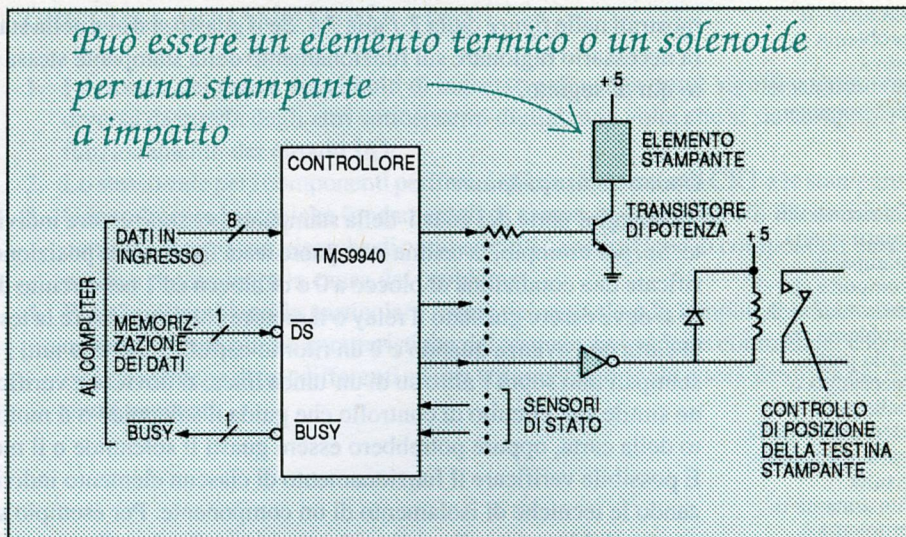 Può essere un elemento termico o un solenoide
per una stampante
a impatto
+5
ELEMENTO
STAMPANTE
CONTROLLORE
TMS9940
DS
BUSY
AL COMPUTER
DATI IN
INGRESSO
8
MEMORIZ-
ZAZIONE
DEI DATI
1
BUSY
TRANSISTORE
DI POTENZA
+5
SENSORI
DI STATO
CONTROLLO
DI POSIZIONE
DELLA TESTINA
STAMPANTE